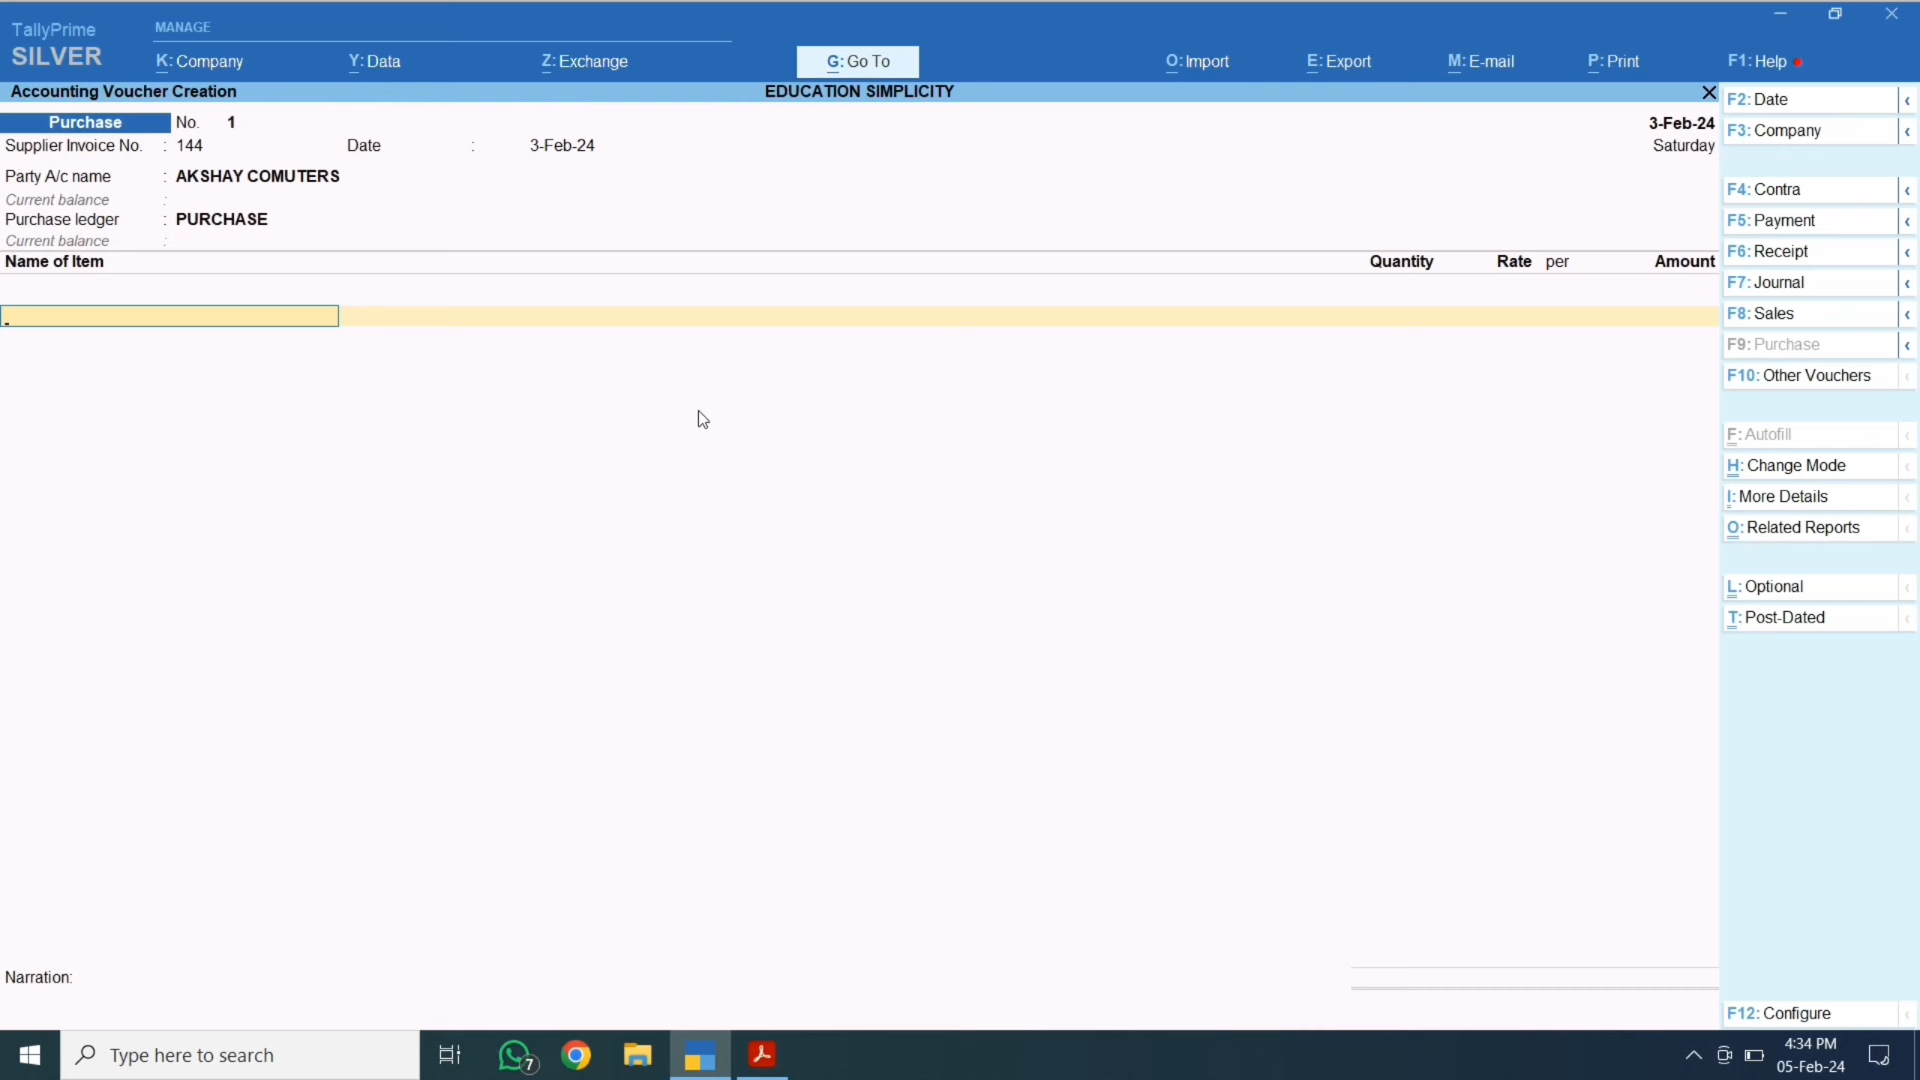 TallyPrime
SILVER
MANAGE
K: Company
Y: Data
Z: Exchange
G: Go To
O: Import
E: Export
M: E-mail
P: Print
F1: Help
Accounting Voucher Creation
EDUCATION SIMPLICITY
Purchase No. 1
3-Feb-24
Supplier Invoice No. : 144 Date : 3-Feb-24
Saturday
Party A/c name : AKSHAY COMUTERS
Current balance :
Purchase ledger : PURCHASE
Current balance :
Name of Item Quantity Rate per Amount
Narration:
F2: Date
F3: Company
F4: Contra
F5: Payment
F6: Receipt
F7: Journal
F8: Sales
F9: Purchase
F10: Other Vouchers
F: Autofill
H: Change Mode
I: More Details
O: Related Reports
L: Optional
T: Post-Dated
F12: Configure
Type here to search
7
4:34 PM
05-Feb-24